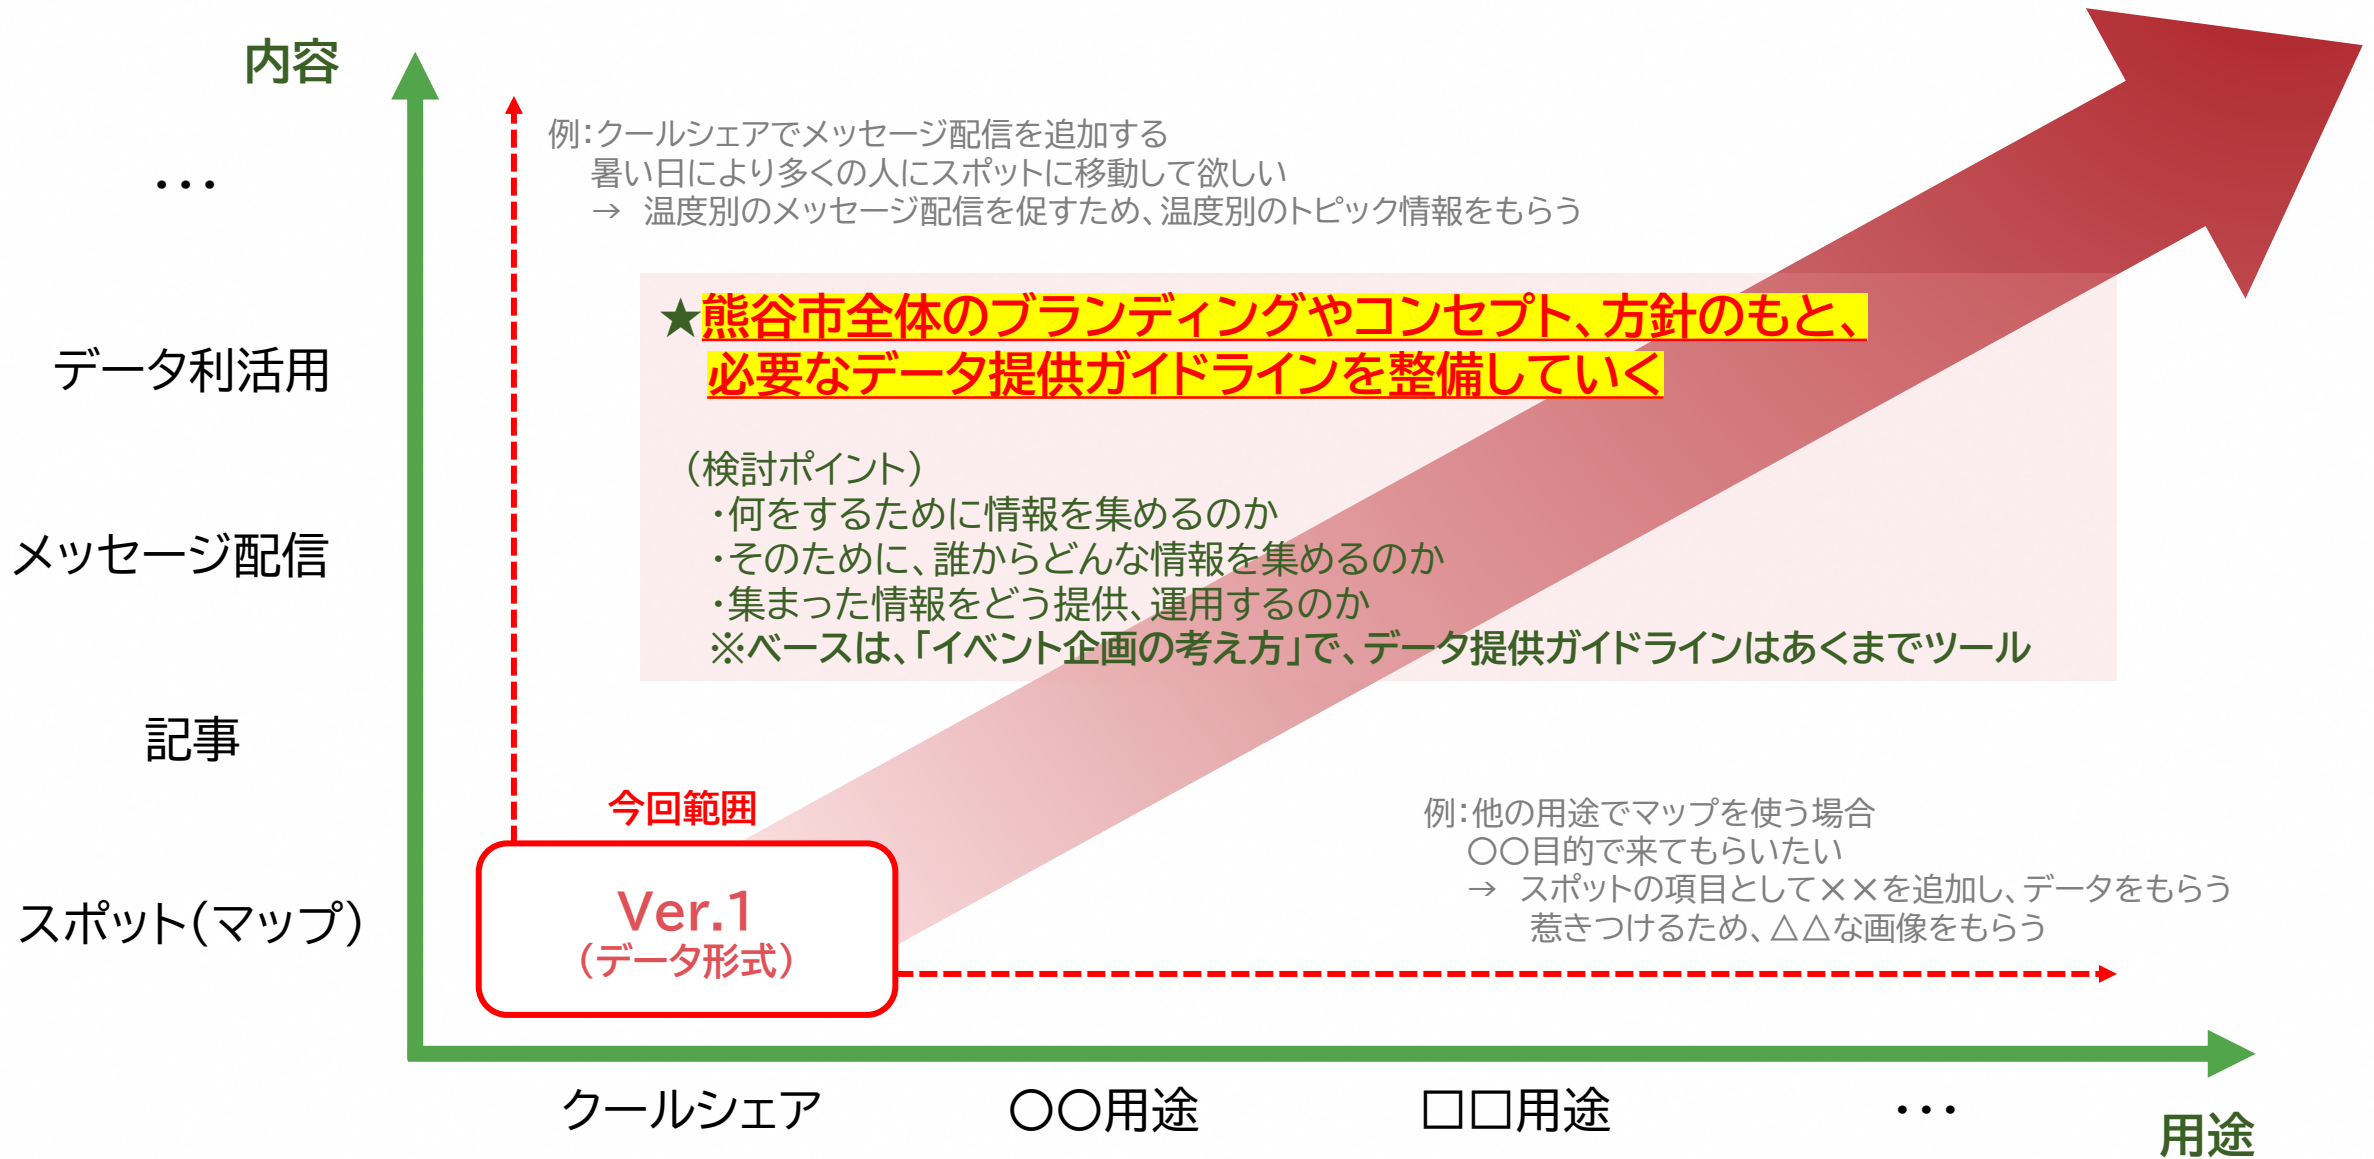 内容
・・・
データ利活用
メッセージ配信
記事
スポット（マップ）
例：クールシェアでメッセージ配信を追加する
暑い日により多くの人にスポットに移動して欲しい
→ 温度別のメッセージ配信を促すため、温度別のトピック情報をもらう
★熊谷市全体のブランディングやコンセプト、方針のもと、
必要なデータ提供ガイドラインを整備していく
（検討ポイント）
・何をするために情報を集めるのか
・そのために、誰からどんな情報を集めるのか
・集まった情報をどう提供、運用するのか
※ベースは、「イベント企画の考え方」で、データ提供ガイドラインはあくまでツール
今回範囲
Ver.1
（データ形式）
例：他の用途でマップを使う場合
〇〇目的で来てもらいたい
→ スポットの項目として××を追加し、データをもらう
惹きつけるため、△△な画像をもらう
クールシェア
〇〇用途
□□用途
・・・
用途